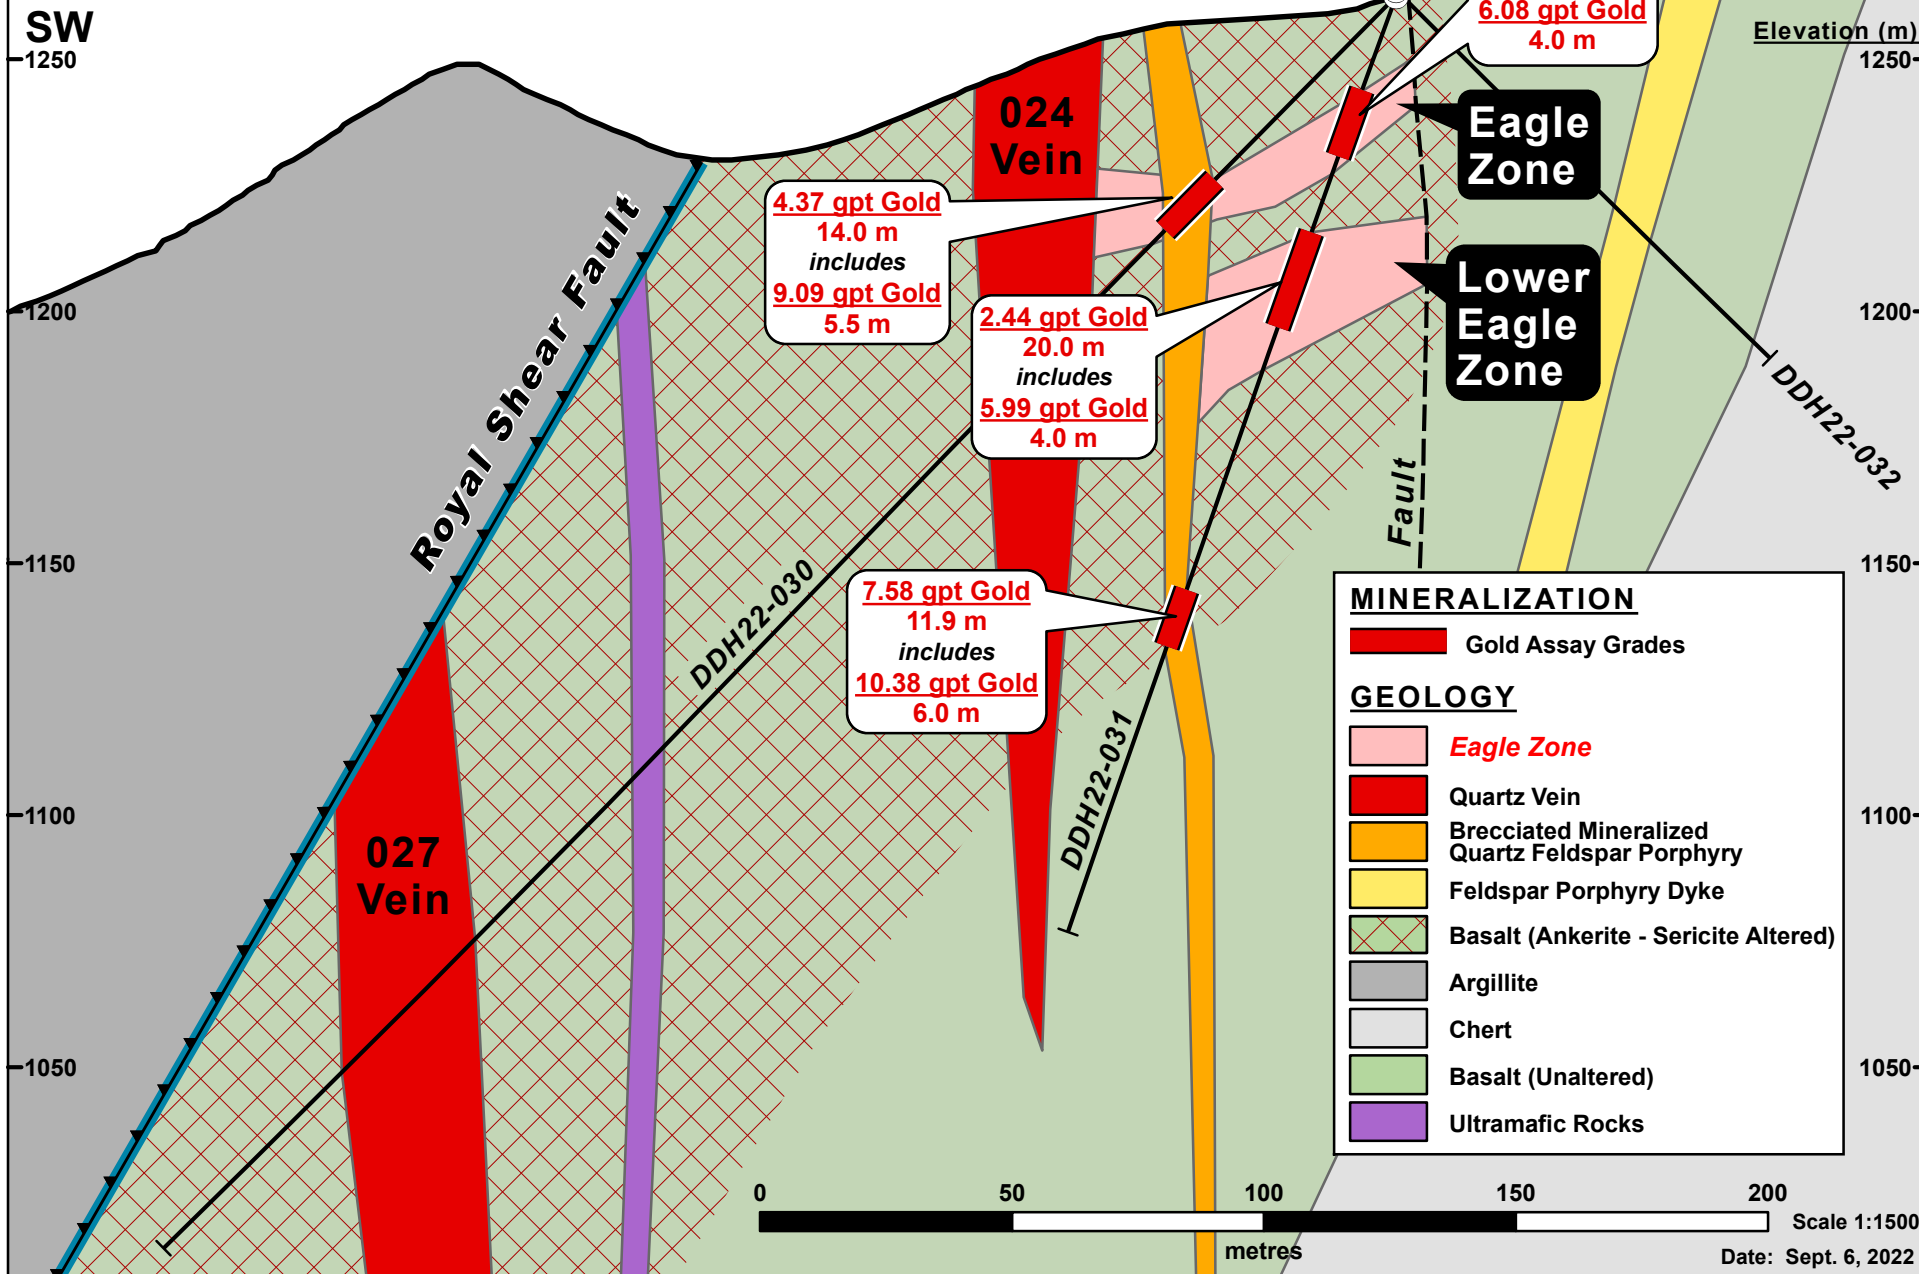 SW
6.08 gpt Gold
4.0 m
Elevation (m)
1250
1250
024
Vein
Eagle
Zone
4.37 gpt Gold
14.0 m
includes
9.09 gpt Gold
5.5 m
Royal Shear Fault
Lower
Eagle
Zone
1200
1200
2.44 gpt Gold
20.0 m
includes
5.99 gpt Gold
4.0 m
DDH22-032
Fault
1150
1150
DDH22-030
7.58 gpt Gold
11.9 m
includes
10.38 gpt Gold
6.0 m
DDH22-031
MINERALIZATION
Gold Assay Grades
GEOLOGY
Eagle Zone
Quartz Vein
Brecciated Mineralized
Quartz Feldspar Porphyry
Feldspar Porphyry Dyke
Basalt (Ankerite - Sericite Altered)
Argillite
Chert
Basalt (Unaltered)
Ultramafic Rocks
1100
1100
027
Vein
1050
1050
0 50 100 150 200
Scale 1:1500
metres
Date: Sept. 6, 2022